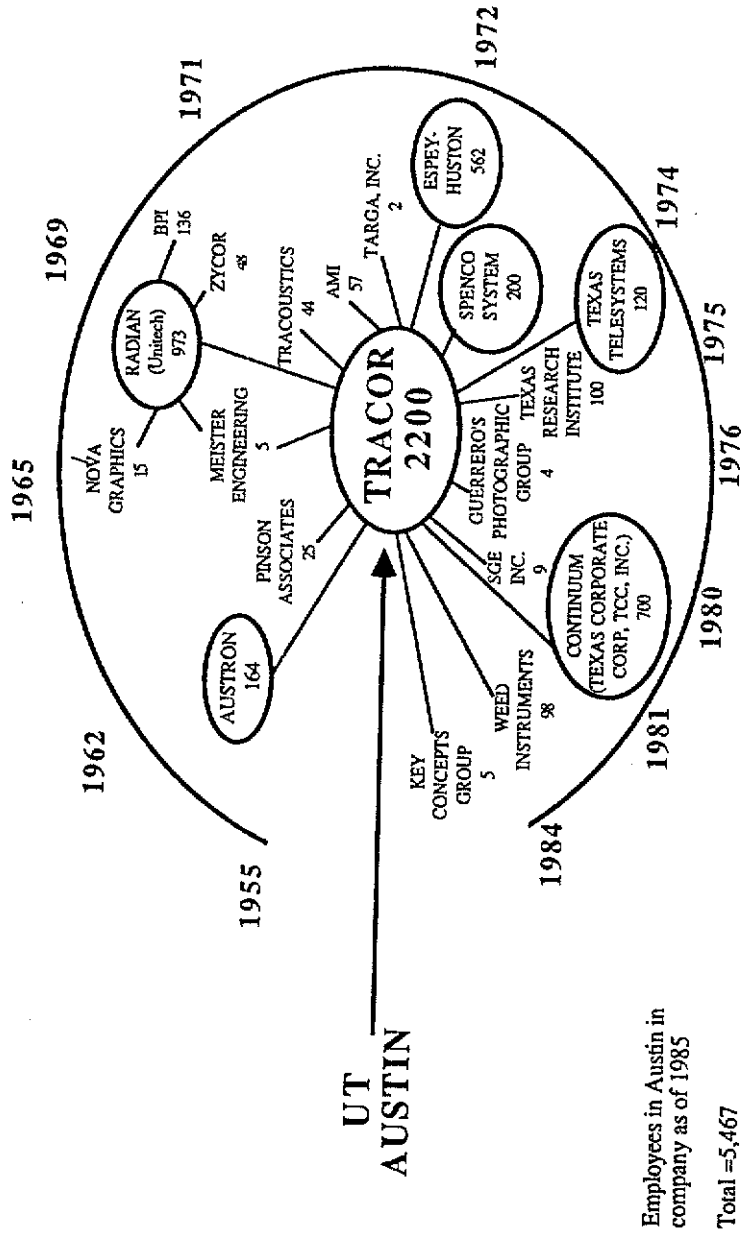 1955
1962
1965
1969
1971
1972
1974
1975
1976
1980
1981
1984
UT
AUSTIN
TRACOR
2200
AUSTRON
164
PINSON
ASSOCIATES
25
MEISTER
ENGINEERING
5
NOVA
GRAPHICS
15
RADIAN
(Unitech)
973
BPI
136
ZYCOR
48
TRACOUSTICS
44
AMI
57
TARGA, INC.
2
ESPEY-
HUSTON
562
SPENCO
SYSTEM
200
TEXAS
TELESYSTEMS
120
TEXAS
RESEARCH
INSTITUTE
100
GUERRERO'S
PHOTOGRAPHIC
GROUP
4
SGE
INC.
9
CONTINUUM
(TEXAS CORPORATE
CORP, TCC, INC.)
700
WEED
INSTRUMENTS
98
KEY
CONCEPTS
GROUP
5
Employees in Austin in
company as of 1985
Total =5,467